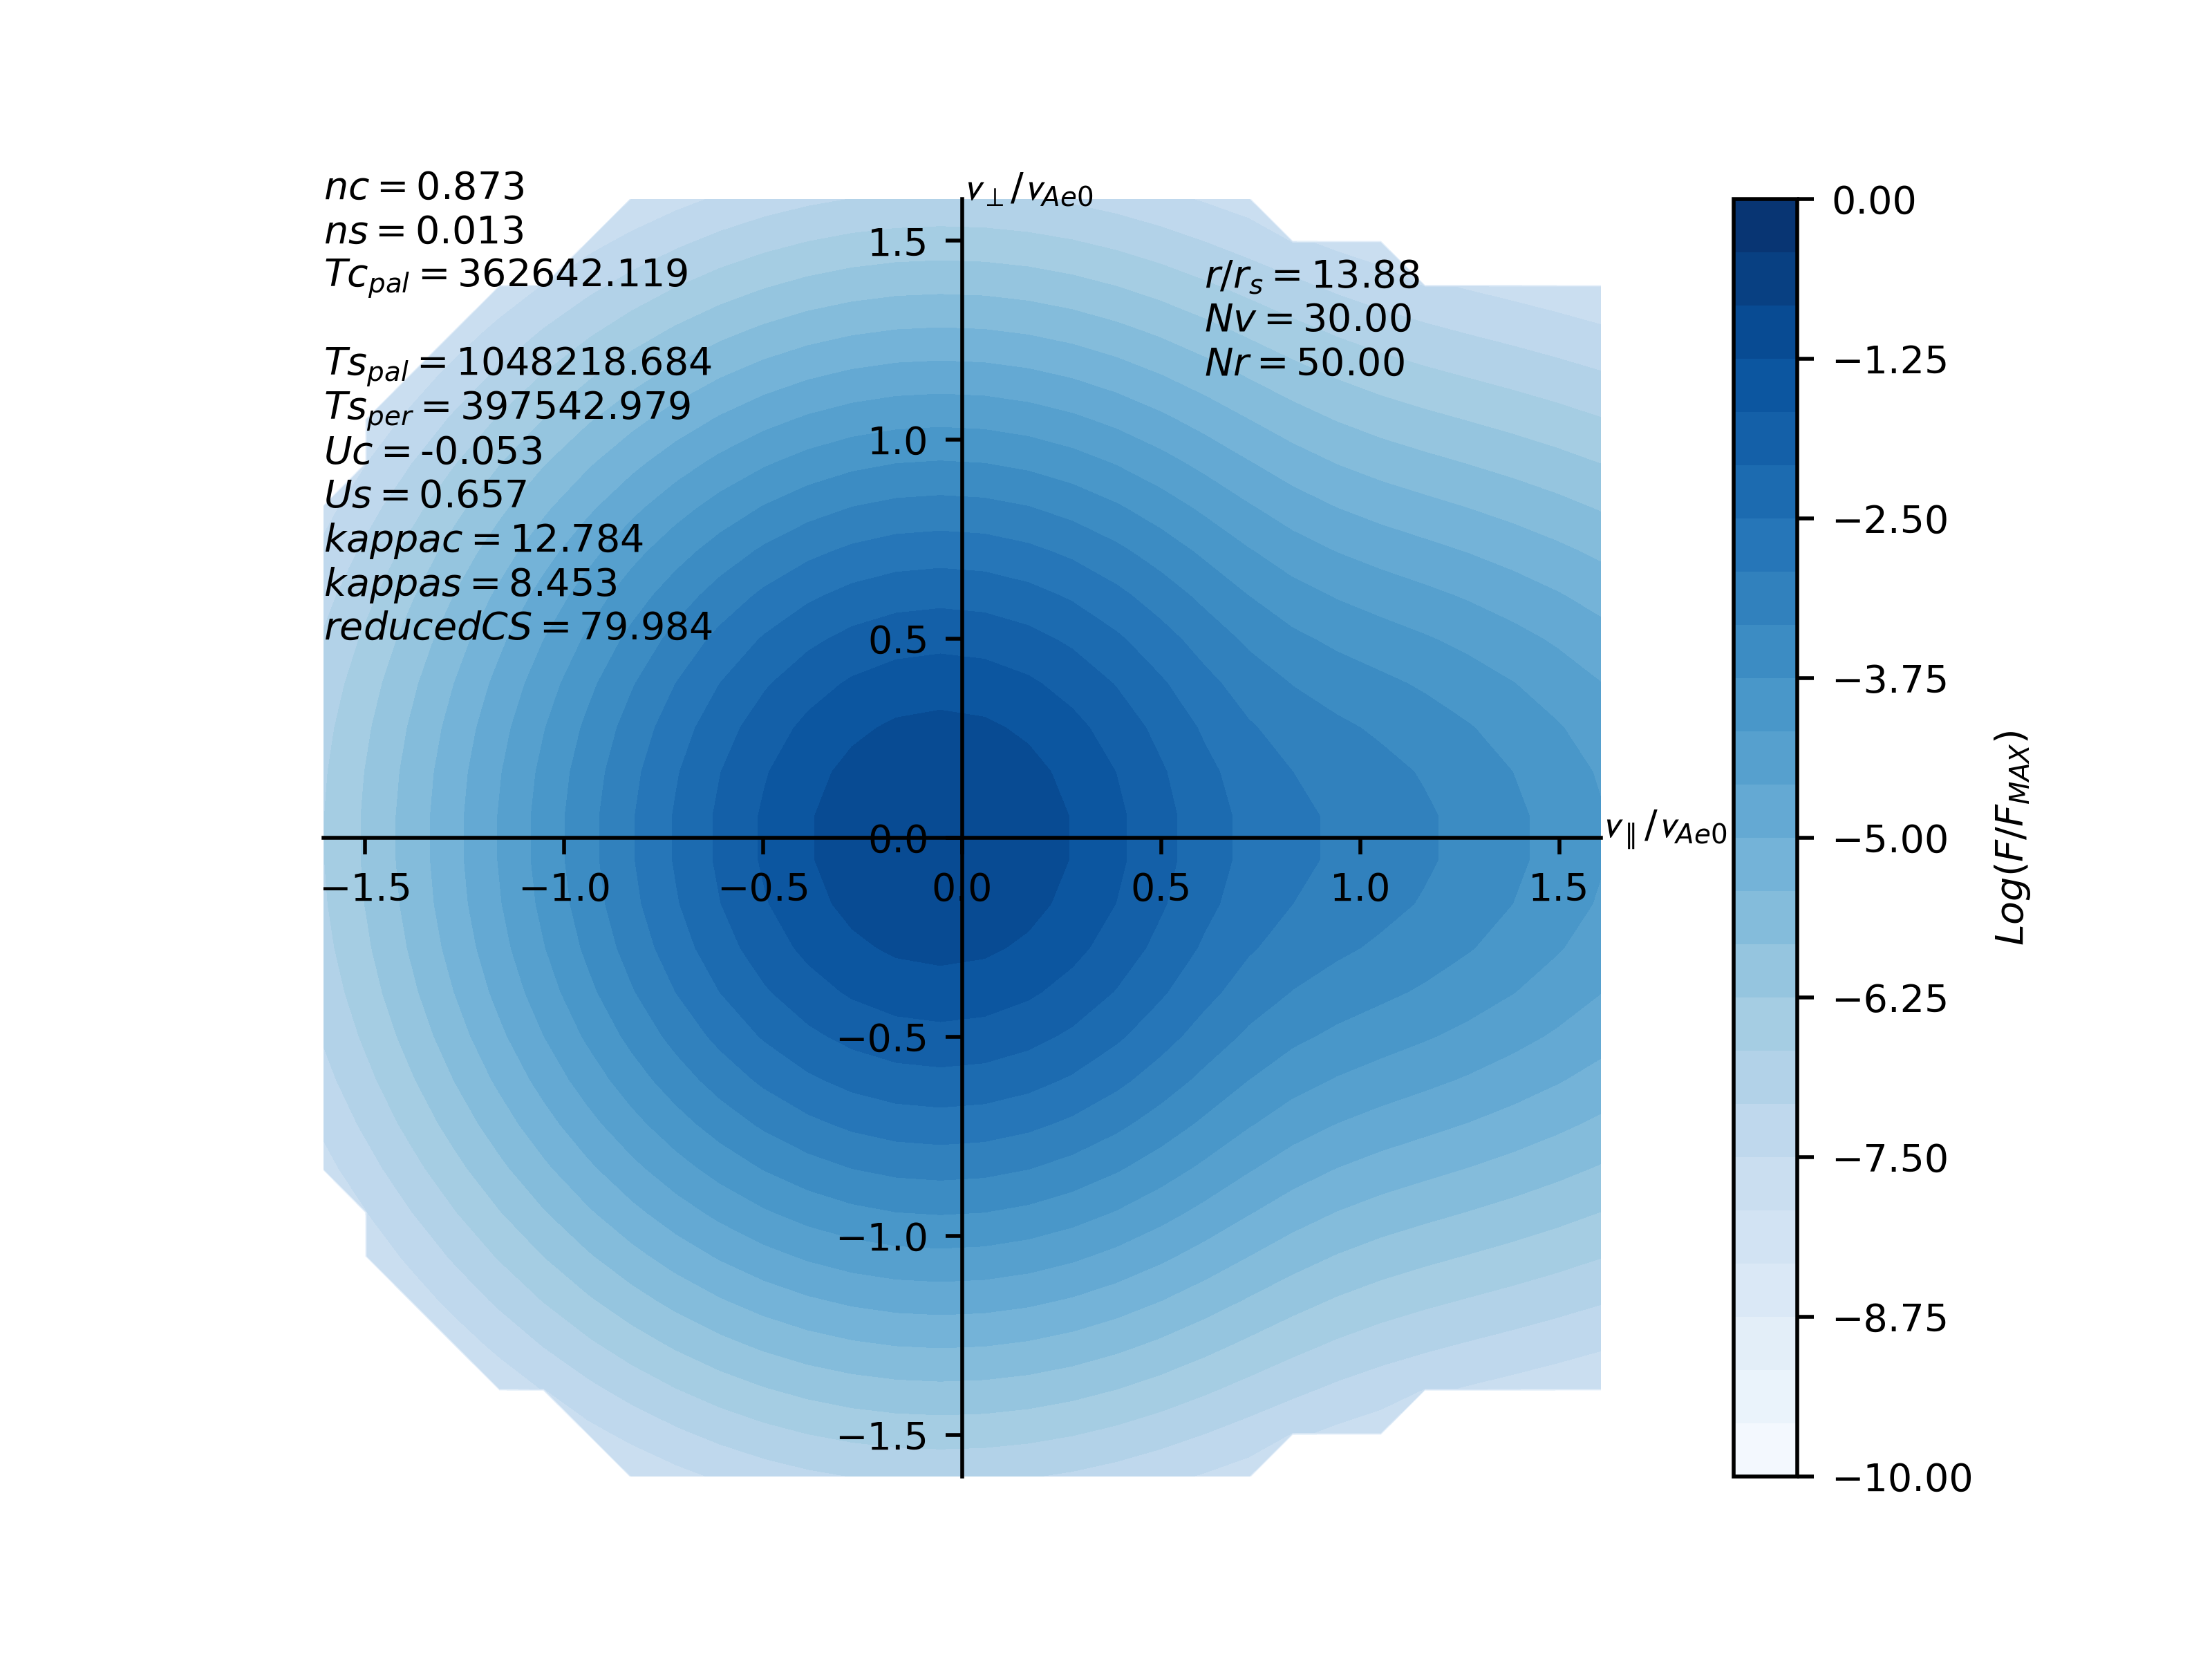 nc = 0.873
ns = 0.013
Tc_pal = 362642.119
Ts_pal = 1048218.684
Ts_per = 397542.979
Uc = -0.053
Us = 0.657
kappac = 12.784
kappas = 8.453
reducedCS = 79.984
v⊥/v_Ae0
r/r_s = 13.88
Nv = 30.00
Nr = 50.00
1.5
1.0
0.5
0.0
−0.5
−1.0
−1.5
−1.5 −1.0 −0.5 0.0 0.5 1.0 1.5
v∥/v_Ae0
0.00
−1.25
−2.50
−3.75
−5.00
−6.25
−7.50
−8.75
−10.00
Log(F/F_MAX)